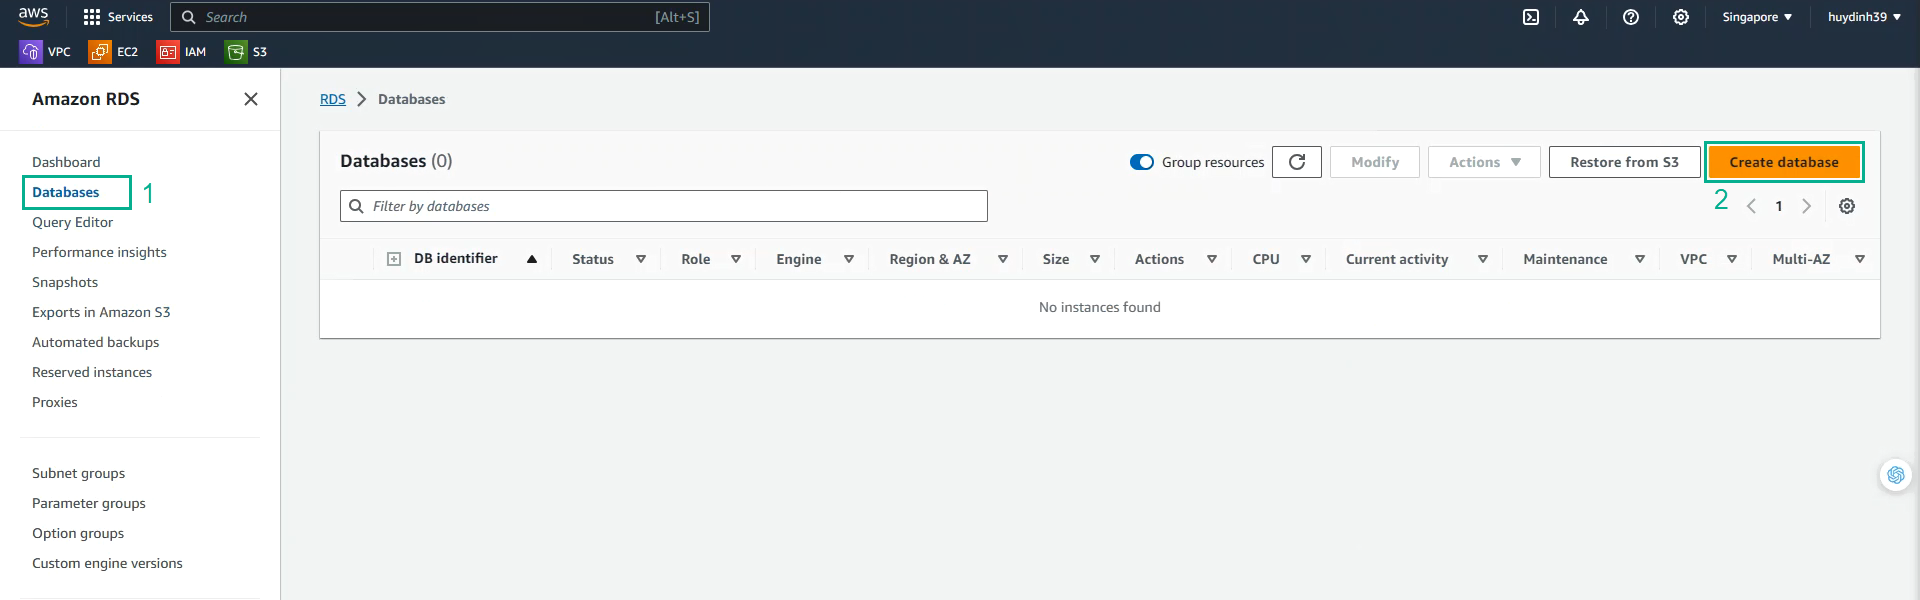 aws Services Search [Alt+S] Singapore huydinh39
VPC EC2 IAM S3
Amazon RDS
Dashboard
Databases 1
Query Editor
Performance insights
Snapshots
Exports in Amazon S3
Automated backups
Reserved instances
Proxies
Subnet groups
Parameter groups
Option groups
Custom engine versions
RDS Databases
Databases (0) Group resources Modify Actions Restore from S3 Create database
Filter by databases 2 1
DB identifier Status Role Engine Region & AZ Size Actions CPU Current activity Maintenance VPC Multi-AZ
No instances found